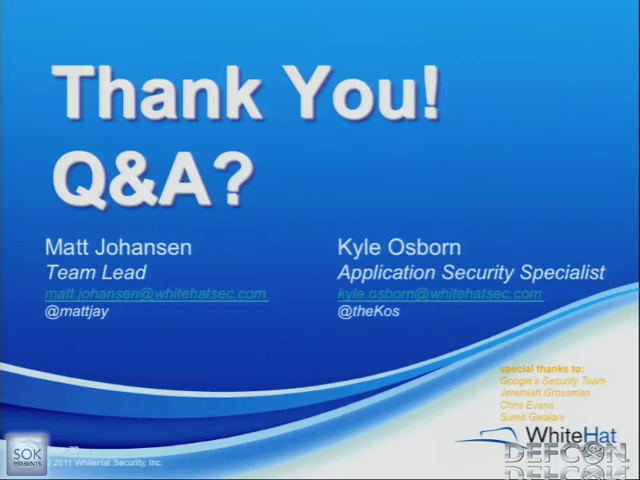 Thank You!
Q&A?
Matt Johansen
Team Lead
matt.johansen@whitehatsec.com
@mattjay
Kyle Osborn
Application Security Specialist
kyle.osborn@whitehatsec.com
@theKos
special thanks to:
Google's Security Team
Jeremiah Grossman
Chris Evans
Sumit Gwalani
WhiteHat
DEFCON
SOK
PRESENTS
© 2011 WhiteHat Security, Inc.